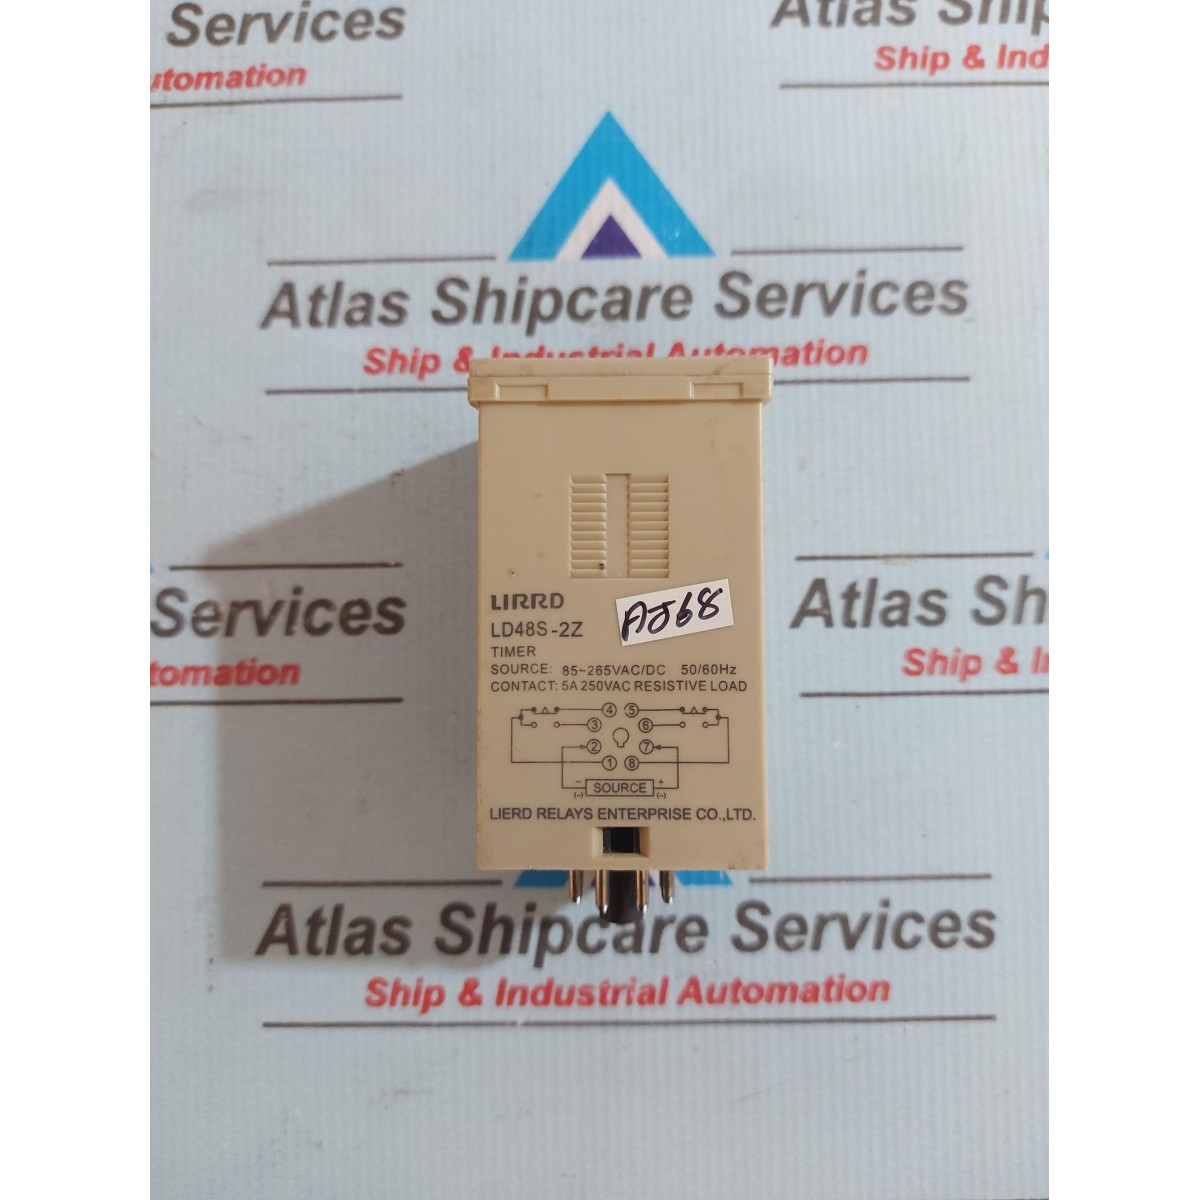 Services
Atlas Ship
utomation
Ship & Ind
Atlas Shipcare Services
Ship & Industrial Automation
LIRRD
AJ68
LD48S-2Z
TIMER
SOURCE: 85~265VAC/DC 50/60Hz
CONTACT: 5A 250VAC RESISTIVE LOAD
4 5
3 6
2 7
1 8
- SOURCE +
(~) (~)
LIERD RELAYS ENTERPRISE CO.,LTD.
Services
Atlas Sh
Automation
Ship & I
Atlas Shipcare Services
Ship & Industrial Automation